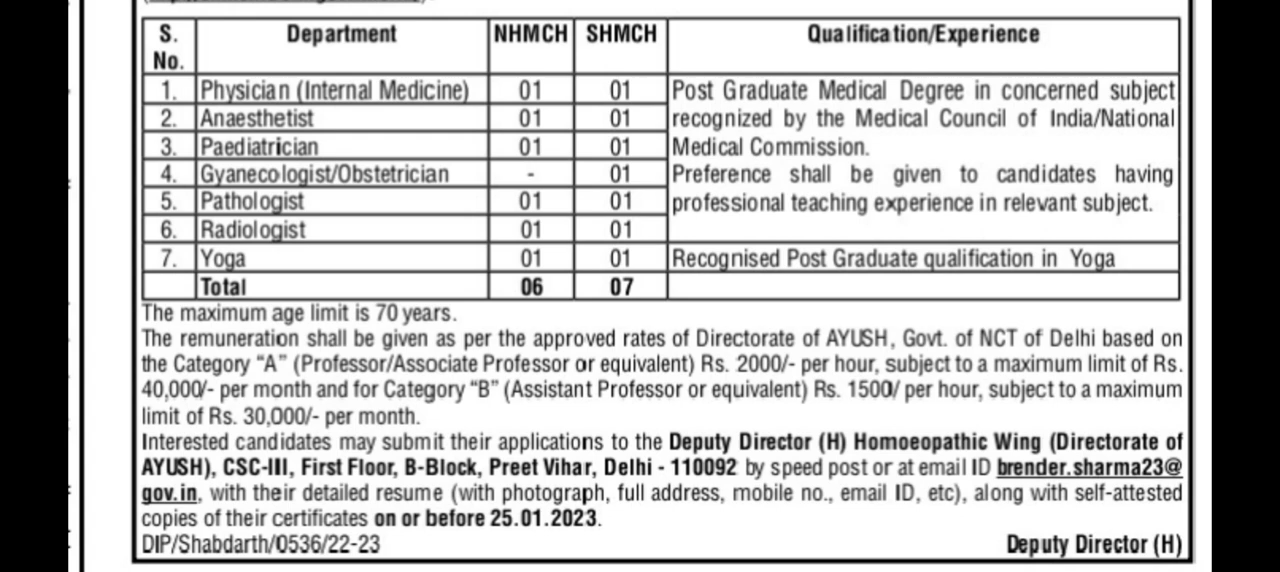 S. No. Department NHMCH SHMCH Qualification/Experience
1. Physician (Internal Medicine) 01 01 Post Graduate Medical Degree in concerned subject
2. Anaesthetist 01 01 recognized by the Medical Council of India/National
3. Paediatrician 01 01 Medical Commission.
4. Gyanecologist/Obstetrician - 01 Preference shall be given to candidates having
5. Pathologist 01 01 professional teaching experience in relevant subject.
6. Radiologist 01 01
7. Yoga 01 01 Recognised Post Graduate qualification in Yoga
Total 06 07
The maximum age limit is 70 years.
The remuneration shall be given as per the approved rates of Directorate of AYUSH, Govt. of NCT of Delhi based on
the Category “A” (Professor/Associate Professor or equivalent) Rs. 2000/- per hour, subject to a maximum limit of Rs.
40,000/- per month and for Category “B” (Assistant Professor or equivalent) Rs. 1500/ per hour, subject to a maximum
limit of Rs. 30,000/- per month.
Interested candidates may submit their applications to the Deputy Director (H) Homoeopathic Wing (Directorate of
AYUSH), CSC-III, First Floor, B-Block, Preet Vihar, Delhi - 110092 by speed post or at email ID brender.sharma23@
gov.in, with their detailed resume (with photograph, full address, mobile no., email ID, etc), along with self-attested
copies of their certificates on or before 25.01.2023.
DIP/Shabdarth/0536/22-23 Deputy Director (H)